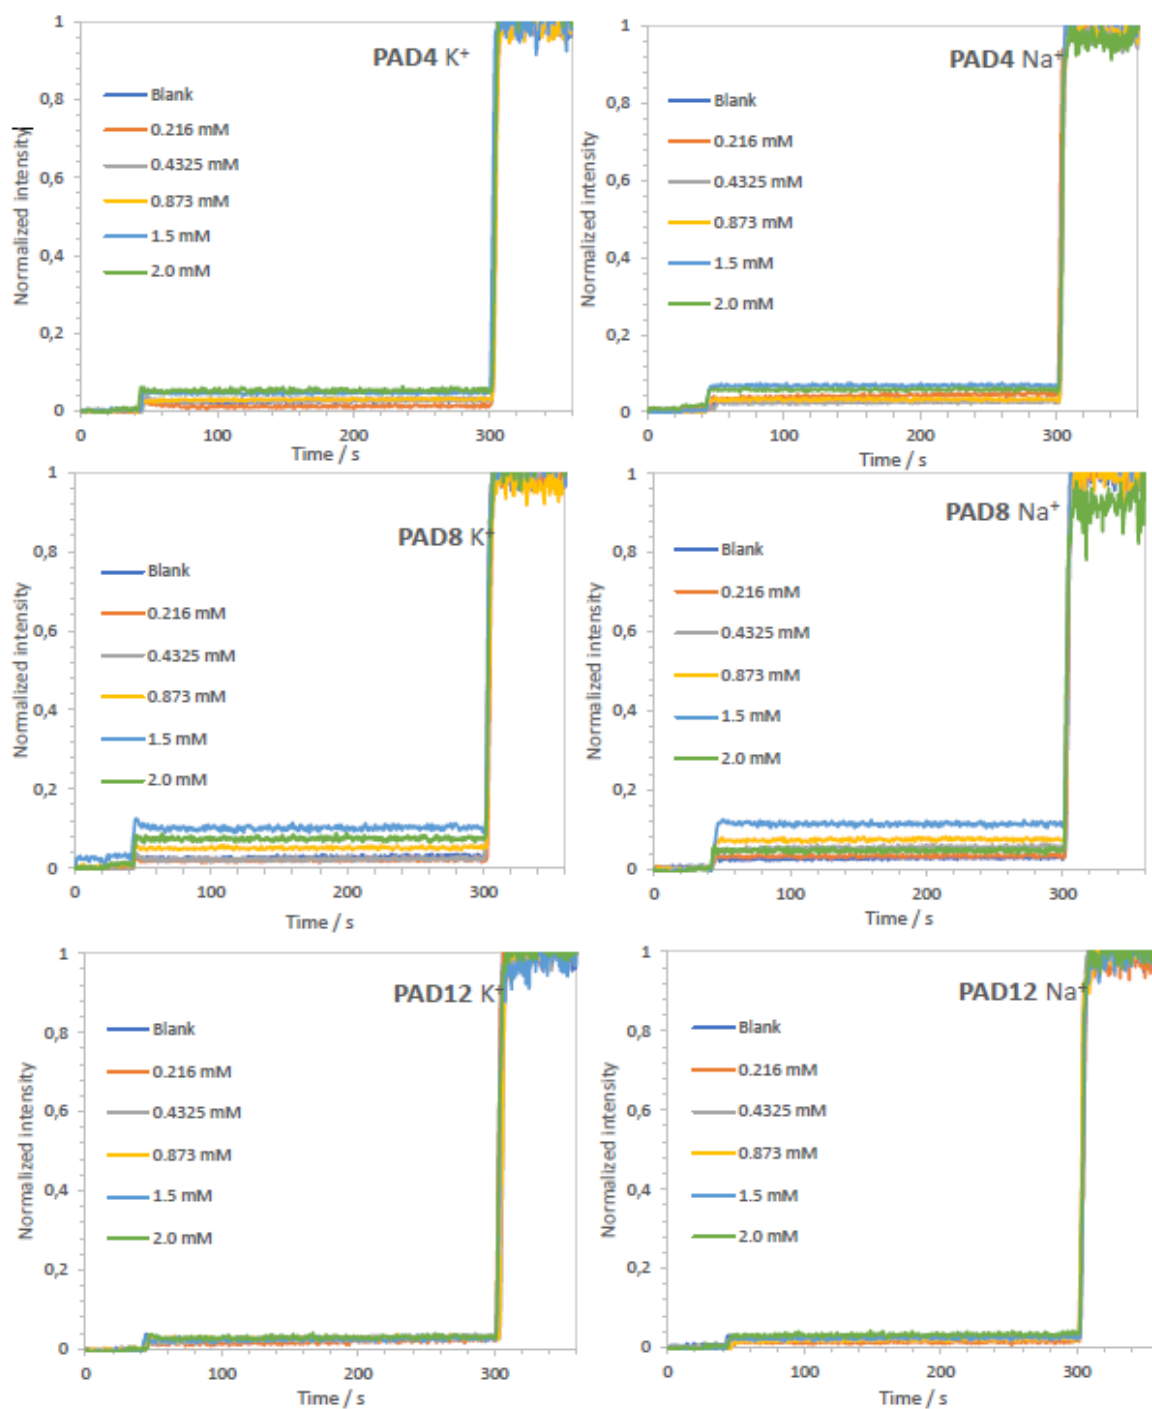 PAD4 K⁺
Normalized intensity
1
0,8
0,6
0,4
0,2
0
Blank
0.216 mM
0.4325 mM
0.873 mM
1.5 mM
2.0 mM
0 100 200 300
Time / s
PAD4 Na⁺
Normalized intensity
1
0,8
0,6
0,4
0,2
0
Blank
0.216 mM
0.4325 mM
0.873 mM
1.5 mM
2.0 mM
0 100 200 300
Time / s
PAD8 K⁺
Normalized intensity
1
0,8
0,6
0,4
0,2
0
Blank
0.216 mM
0.4325 mM
0.873 mM
1.5 mM
2.0 mM
0 100 200 300
Time / s
PAD8 Na⁺
Normalized intensity
1
0,8
0,6
0,4
0,2
0
Blank
0.216 mM
0.4325 mM
0.873 mM
1.5 mM
2.0 mM
0 100 200 300
Time / s
PAD12 K⁺
Normalized intensity
1
0,8
0,6
0,4
0,2
0
Blank
0.216 mM
0.4325 mM
0.873 mM
1.5 mM
2.0 mM
0 100 200 300
Time / s
PAD12 Na⁺
Normalized intensity
1
0,8
0,6
0,4
0,2
0
Blank
0.216 mM
0.4325 mM
0.873 mM
1.5 mM
2.0 mM
0 100 200 300
Time / s